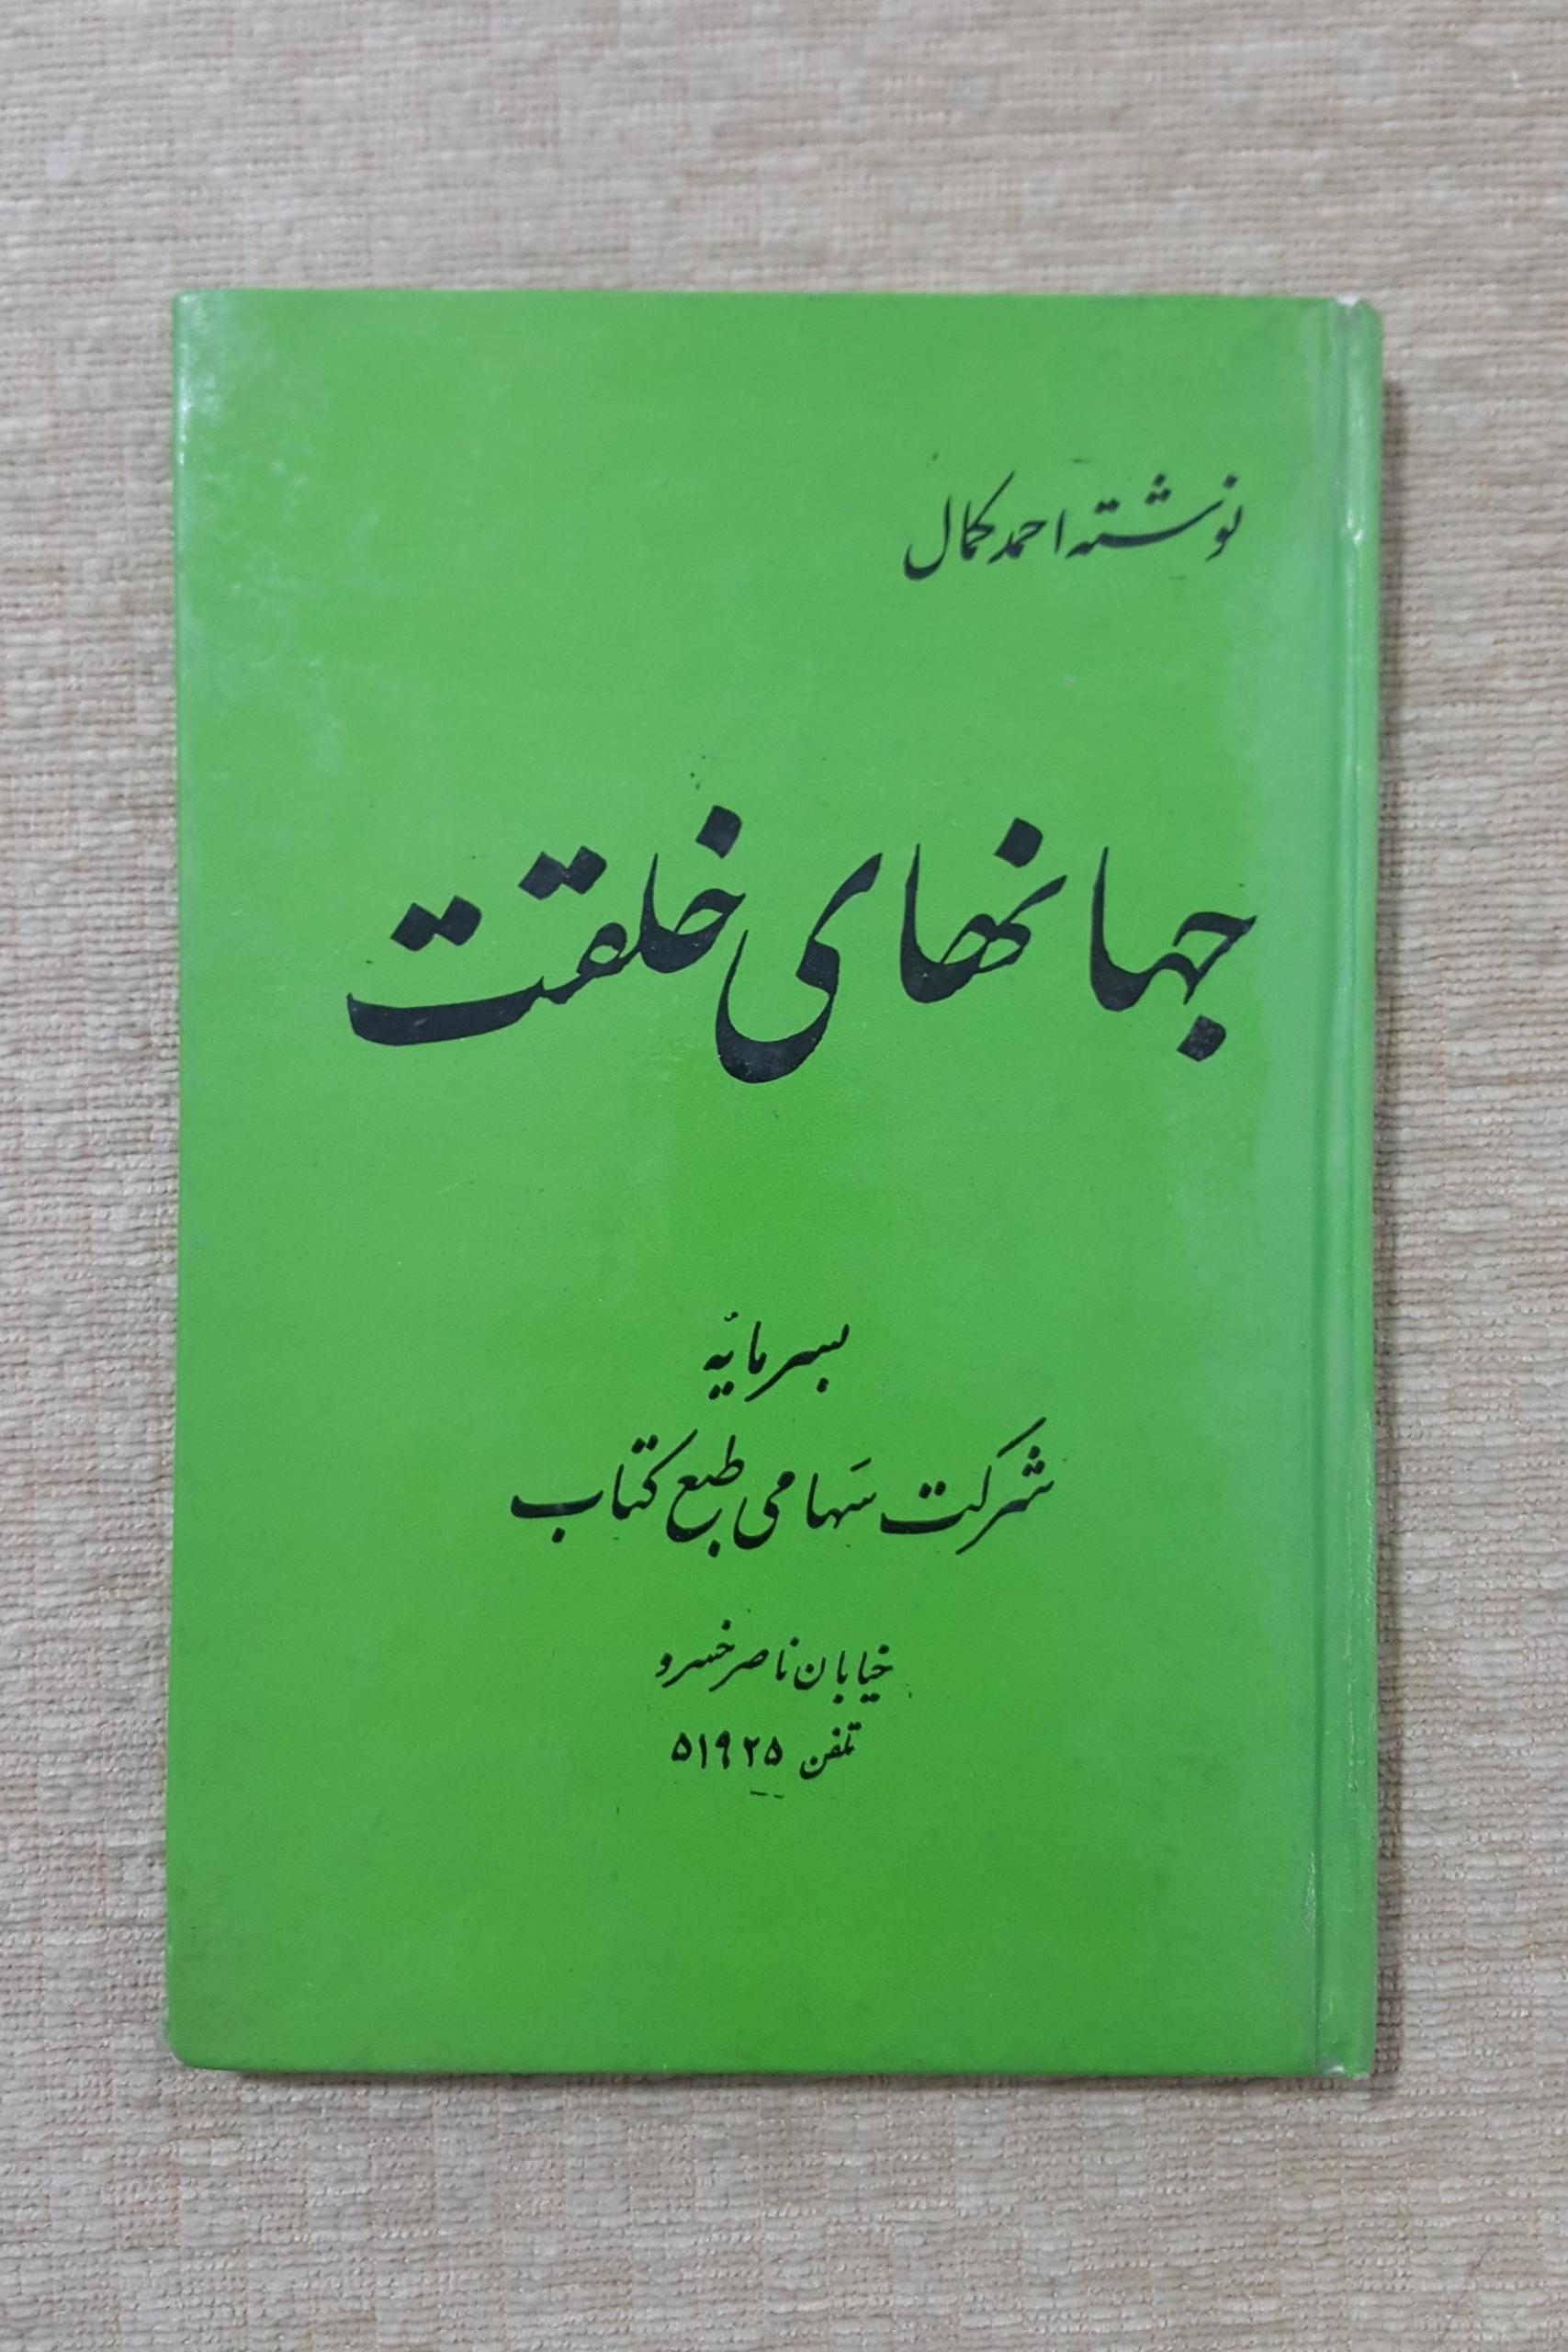 نوشته احمد کمال
جهانهای خلقت
بسرمایهٔ
شرکت سهامی طبع کتاب
خیابان ناصرخسرو
تلفن ۵۱۹۲۵